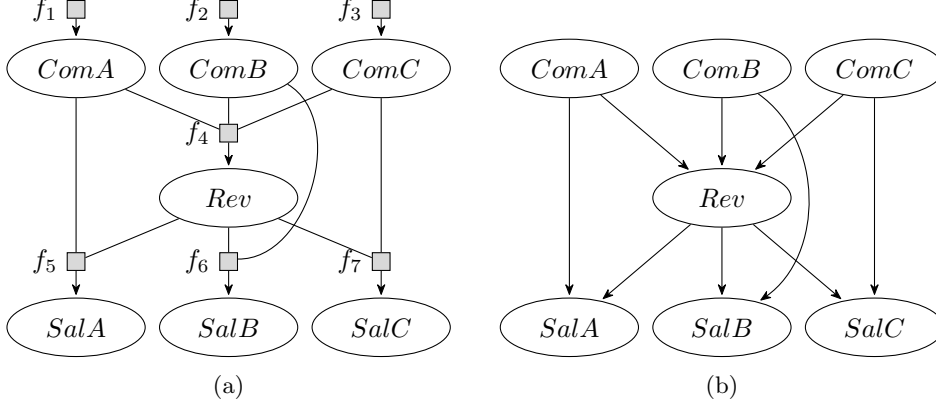 f1 f2 f3
ComA ComB ComC ComA ComB ComC
f4
Rev Rev
f5 f6 f7
SalA SalB SalC SalA SalB SalC
(a) (b)